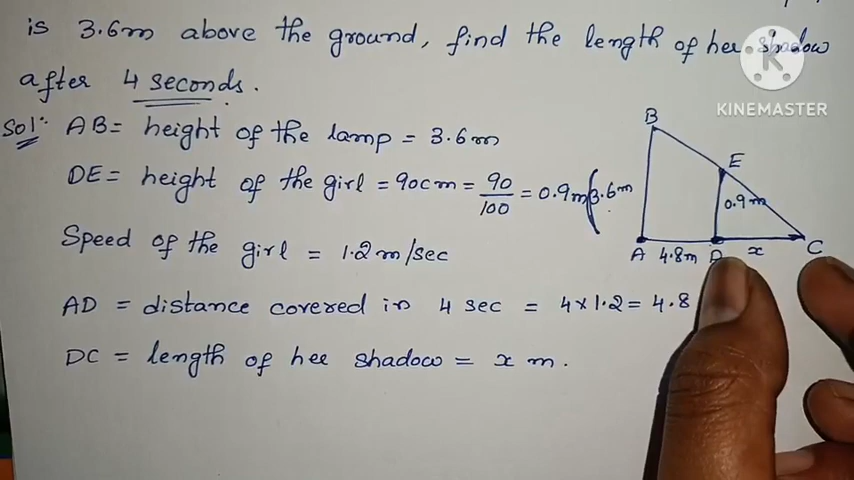 is 3.6m above the ground, find the length of her shadow
after 4 seconds.
KINEMASTER
Sol:- AB = height of the lamp = 3.6m
DE = height of the girl = 90cm = 90/100 = 0.9m
Speed of the girl = 1.2m/sec
AD = distance covered in 4 sec = 4×1.2 = 4.8
DC = length of hee shadow = x m.
B
E
3.6m
0.9m
A 4.8m D x C